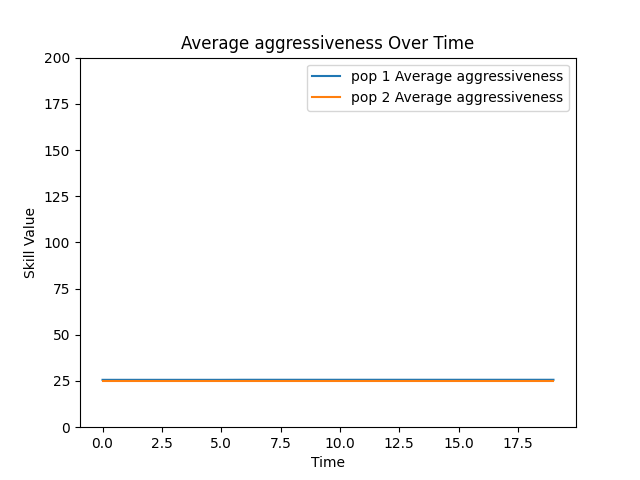 Average aggressiveness Over Time
200
175
150
125
100
75
50
25
0
Skill Value
pop 1 Average aggressiveness
pop 2 Average aggressiveness
0.0 2.5 5.0 7.5 10.0 12.5 15.0 17.5
Time